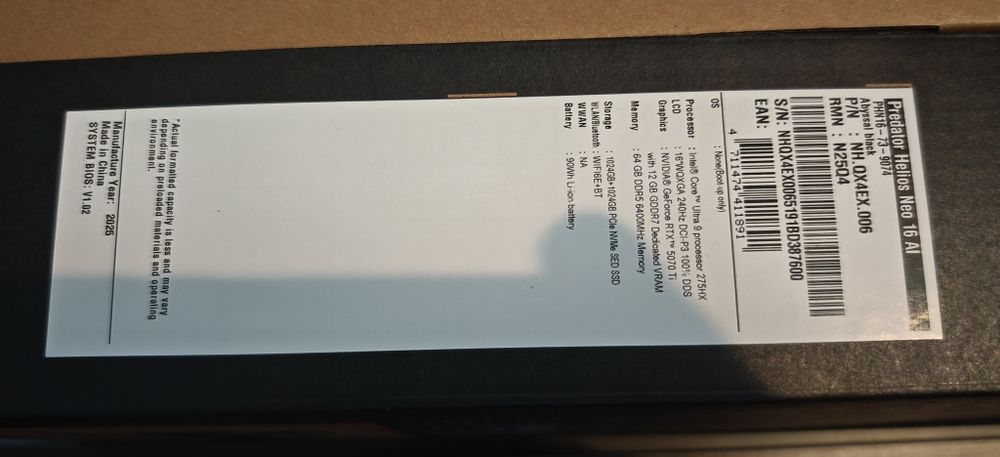 Predator Helios Neo 16 AI
PHN16-73-9074
Abyssal black
P/N : NH.QX4EX.006
RMN : N25Q4
S/N: NHQX4EX0065191BD387600
EAN:
4 711474 411891
OS : None(Boot-up only)
Processor : Intel® Core™ Ultra 9 processor 275HX
LCD : 16"WQXGA 240Hz DCI-P3 100% DDS
Graphics : NVIDIA® GeForce RTX™ 5070 Ti
with 12 GB GDDR7 Dedicated VRAM
Memory : 64 GB DDR5 6400MHz Memory
Storage : 1024GB+1024GB PCIe NVMe SED SSD
WLAN/Bluetooth : WIFI6E+BT
WWAN : NA
Battery : 90Wh Li-ion battery
*Actual formatted capacity is less and may vary
depending on preloaded materials and operating
environment.
Manufacture Year: 2025
Made in China
SYSTEM BIOS: V1.02